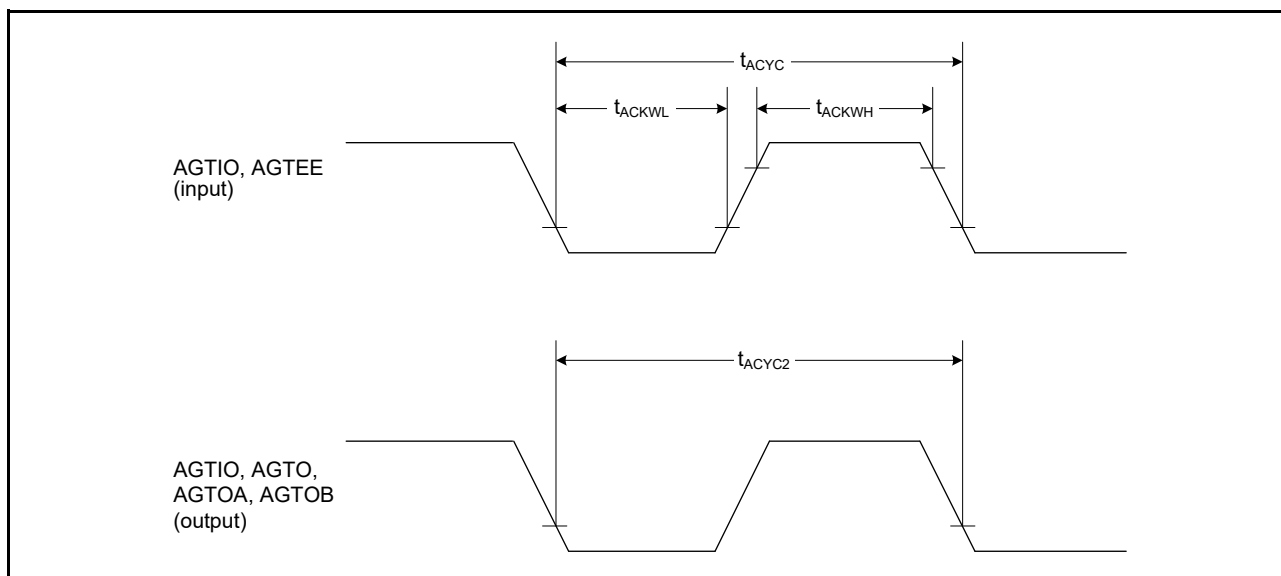 tACYC
tACKWL
tACKWH
AGTIO, AGTEE
(input)
tACYC2
AGTIO, AGTO,
AGTOA, AGTOB
(output)